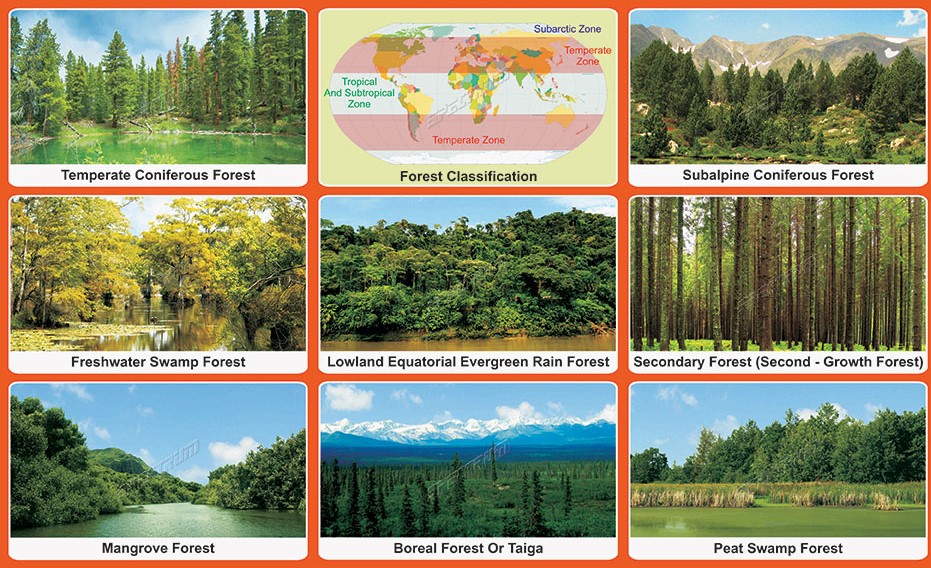 Subarctic Zone
Temperate
Zone
Tropical
And Subtropical
Zone
Temperate Zone
Temperate Coniferous Forest
Forest Classification
Subalpine Coniferous Forest
Freshwater Swamp Forest
Lowland Equatorial Evergreen Rain Forest
Secondary Forest (Second - Growth Forest)
Mangrove Forest
Boreal Forest Or Taiga
Peat Swamp Forest